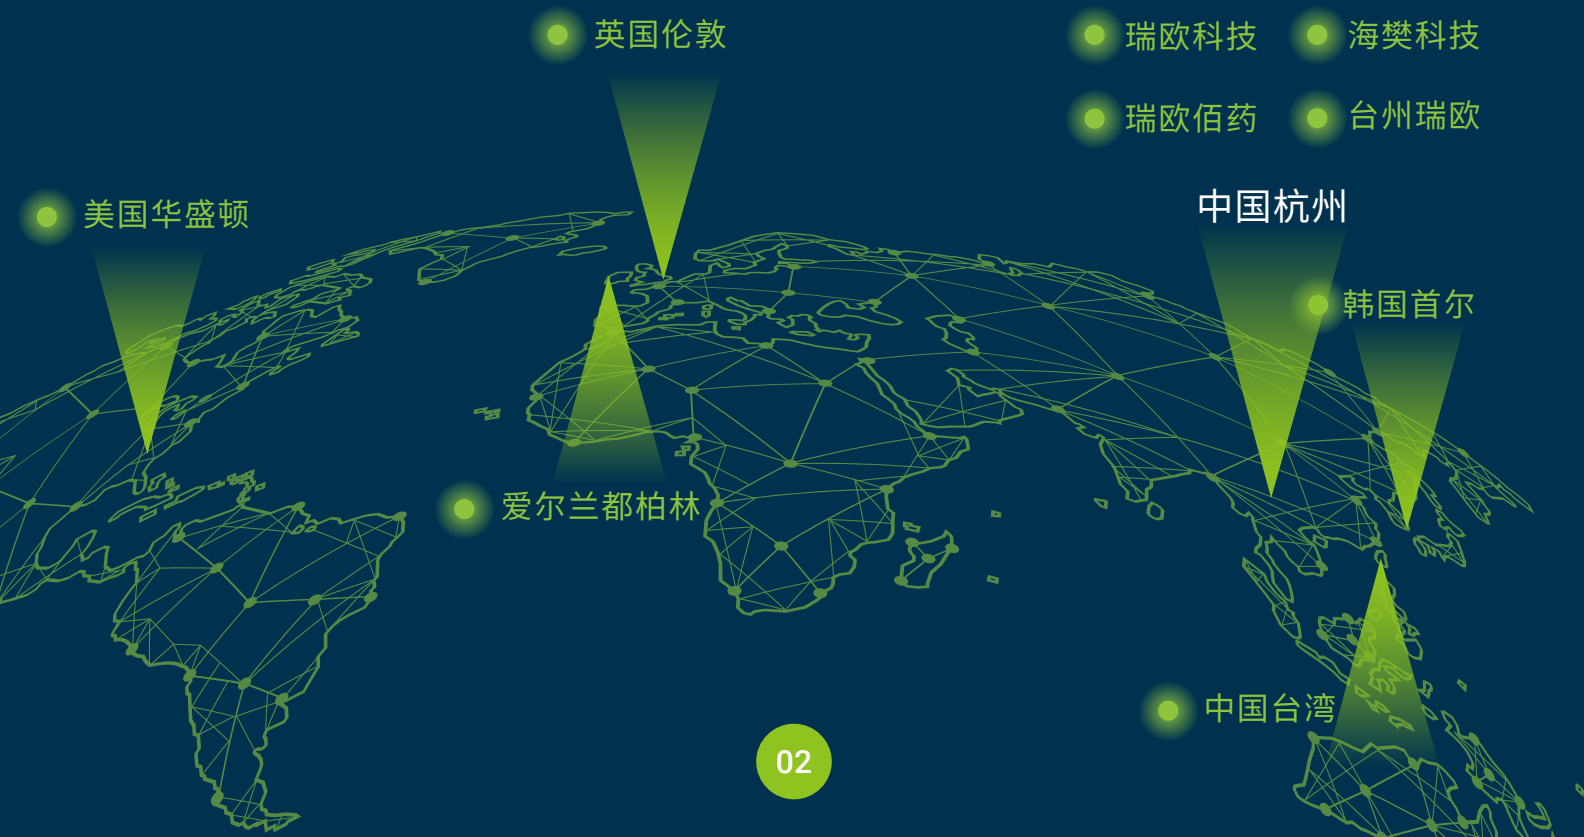 英国伦敦
瑞欧科技
海樊科技
瑞欧佰药
台州瑞欧
中国杭州
美国华盛顿
韩国首尔
爱尔兰都柏林
中国台湾
02